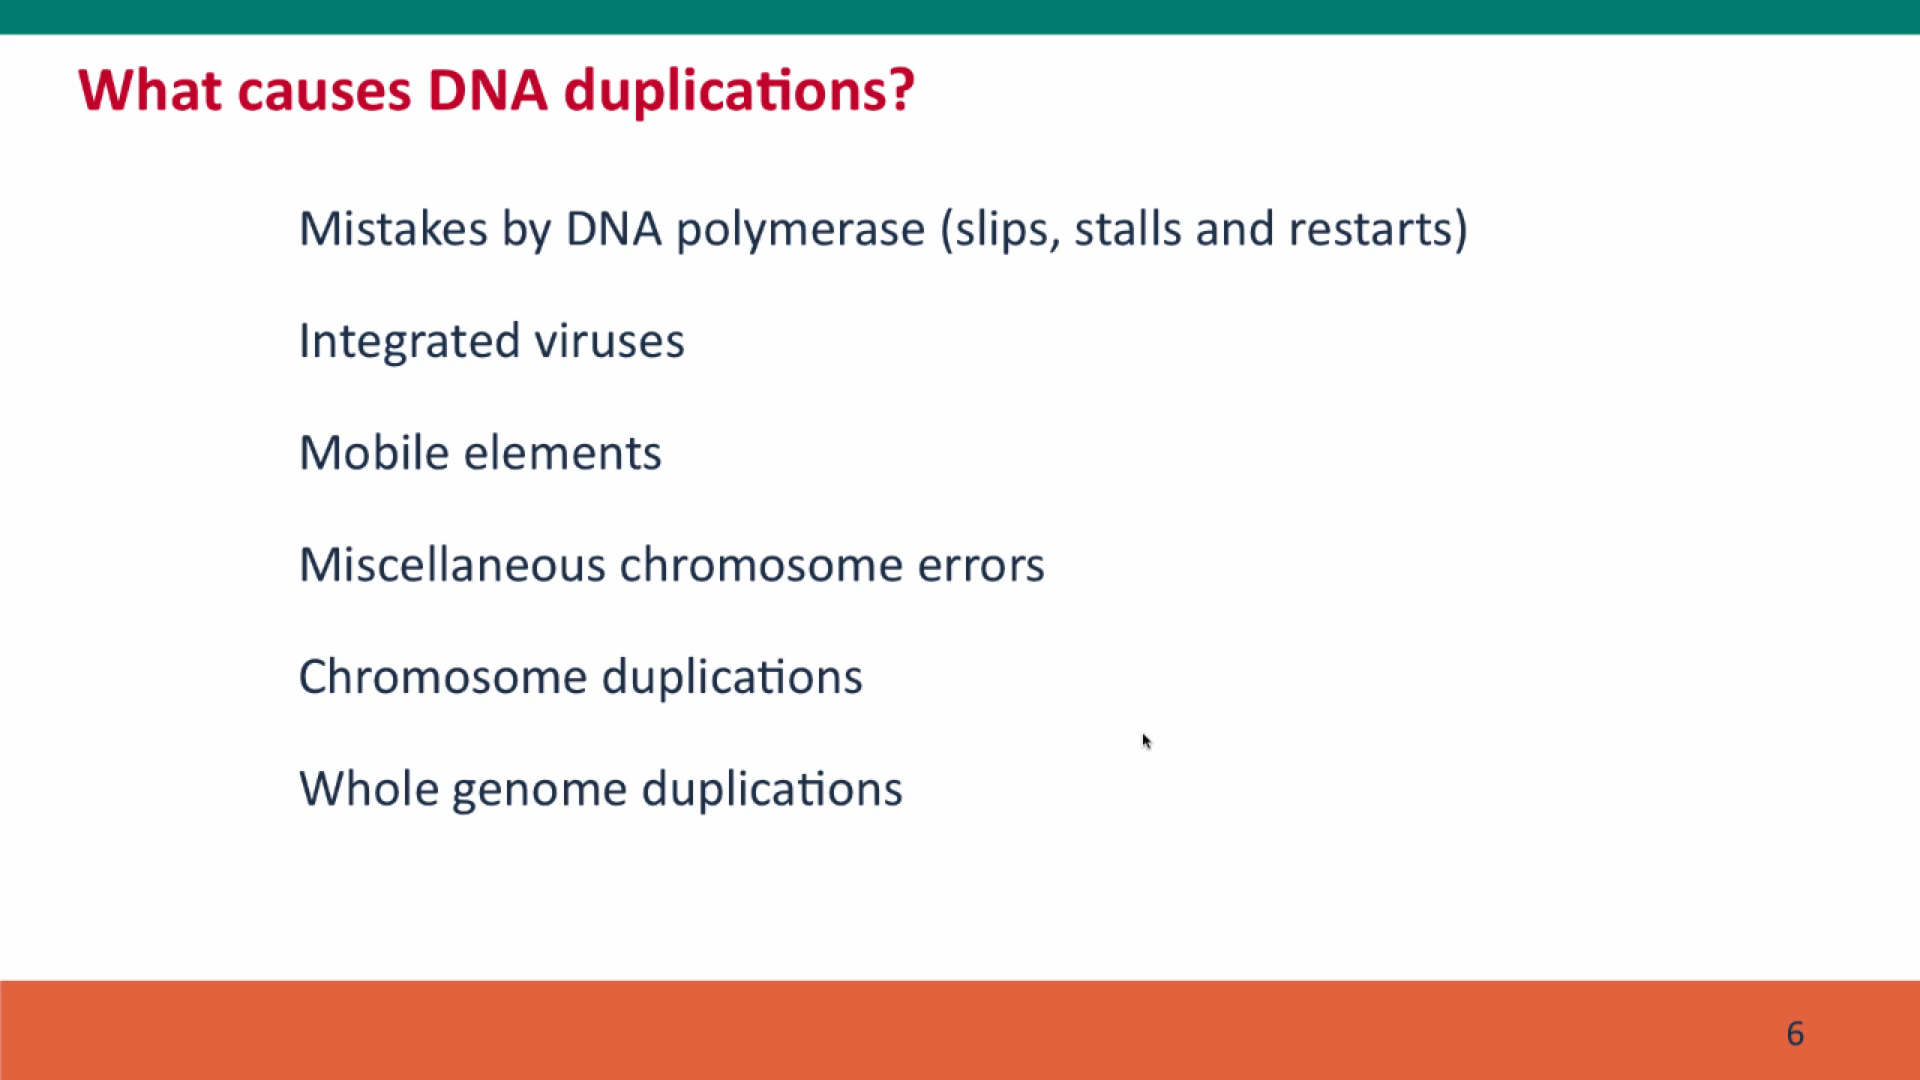 What causes DNA duplications?
Mistakes by DNA polymerase (slips, stalls and restarts)
Integrated viruses
Mobile elements
Miscellaneous chromosome errors
Chromosome duplications
Whole genome duplications
6